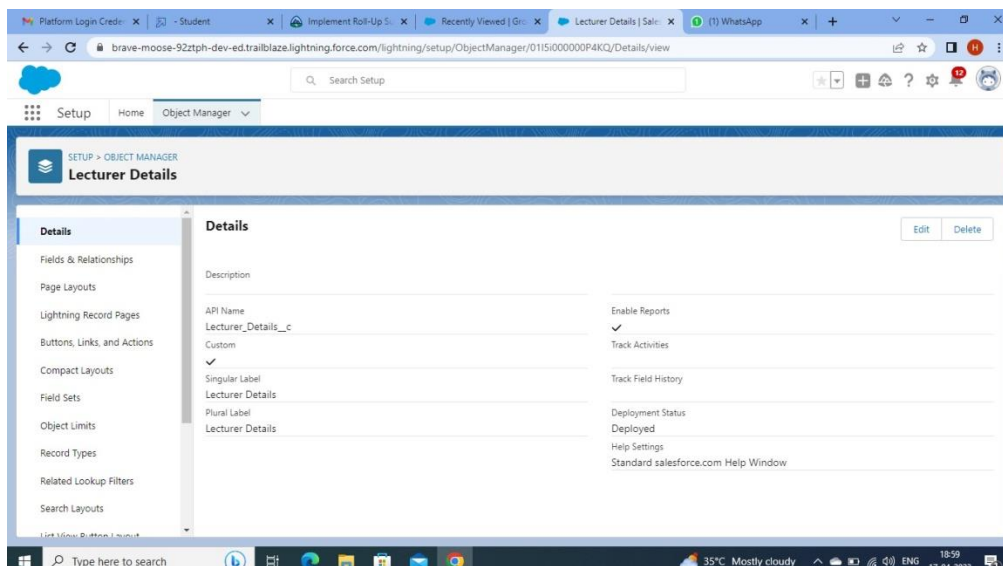 Platform Login Creden
- Student
Implement Roll-Up Su
Recently Viewed | Gro
Lecturer Details | Sale
(1) WhatsApp
brave-moose-92ztph-dev-ed.trailblaze.lightning.force.com/lightning/setup/ObjectManager/01I5i000000P4KQ/Details/view
H
Search Setup
12
Setup Home Object Manager
SETUP > OBJECT MANAGER
Lecturer Details
Details
Fields & Relationships
Page Layouts
Lightning Record Pages
Buttons, Links, and Actions
Compact Layouts
Field Sets
Object Limits
Record Types
Related Lookup Filters
Search Layouts
List View Button Layout
Details
Edit Delete
Description
API Name
Lecturer_Details__c
Custom
Singular Label
Lecturer Details
Plural Label
Lecturer Details
Enable Reports
Track Activities
Track Field History
Deployment Status
Deployed
Help Settings
Standard salesforce.com Help Window
Type here to search
35°C Mostly cloudy
ENG
18:59